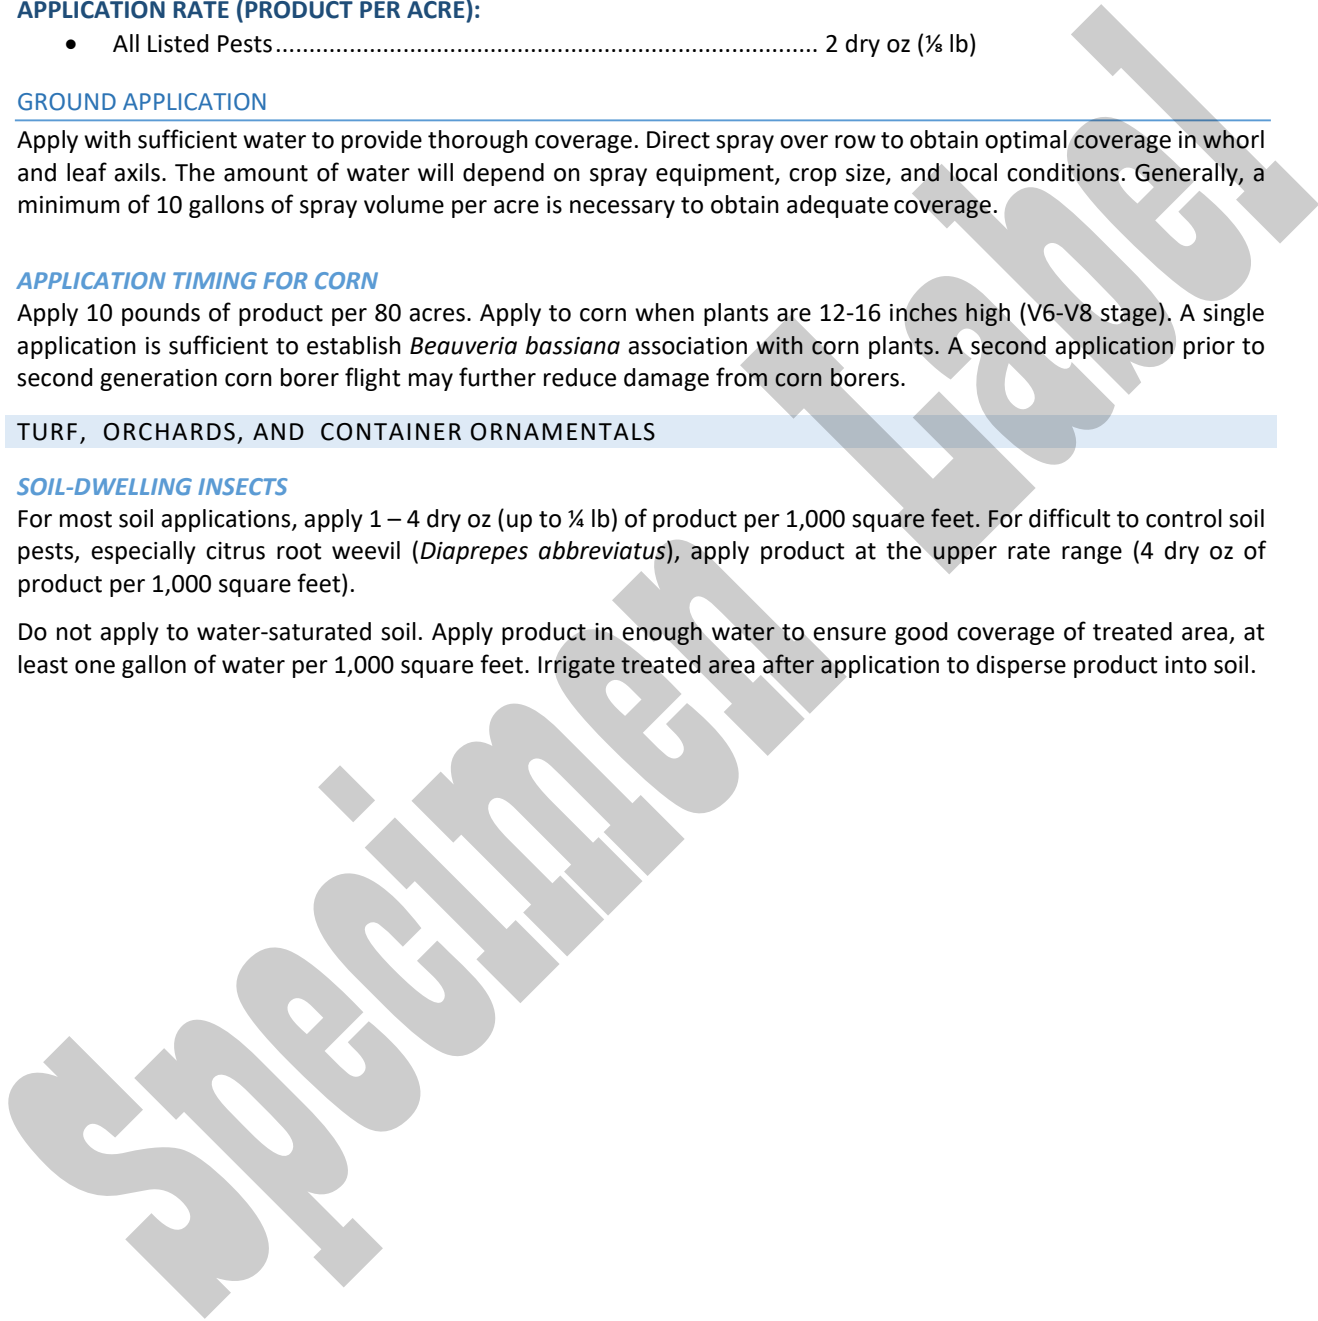 APPLICATION RATE (PRODUCT PER ACRE):
• All Listed Pests................................................................................ 2 dry oz (⅛ lb)
GROUND APPLICATION
Apply with sufficient water to provide thorough coverage. Direct spray over row to obtain optimal coverage in whorl
and leaf axils. The amount of water will depend on spray equipment, crop size, and local conditions. Generally, a
minimum of 10 gallons of spray volume per acre is necessary to obtain adequate coverage.
APPLICATION TIMING FOR CORN
Apply 10 pounds of product per 80 acres. Apply to corn when plants are 12-16 inches high (V6-V8 stage). A single
application is sufficient to establish Beauveria bassiana association with corn plants. A second application prior to
second generation corn borer flight may further reduce damage from corn borers.
TURF, ORCHARDS, AND CONTAINER ORNAMENTALS
SOIL-DWELLING INSECTS
For most soil applications, apply 1 – 4 dry oz (up to ¼ lb) of product per 1,000 square feet. For difficult to control soil
pests, especially citrus root weevil (Diaprepes abbreviatus), apply product at the upper rate range (4 dry oz of
product per 1,000 square feet).
Do not apply to water-saturated soil. Apply product in enough water to ensure good coverage of treated area, at
least one gallon of water per 1,000 square feet. Irrigate treated area after application to disperse product into soil.
Specimen Label